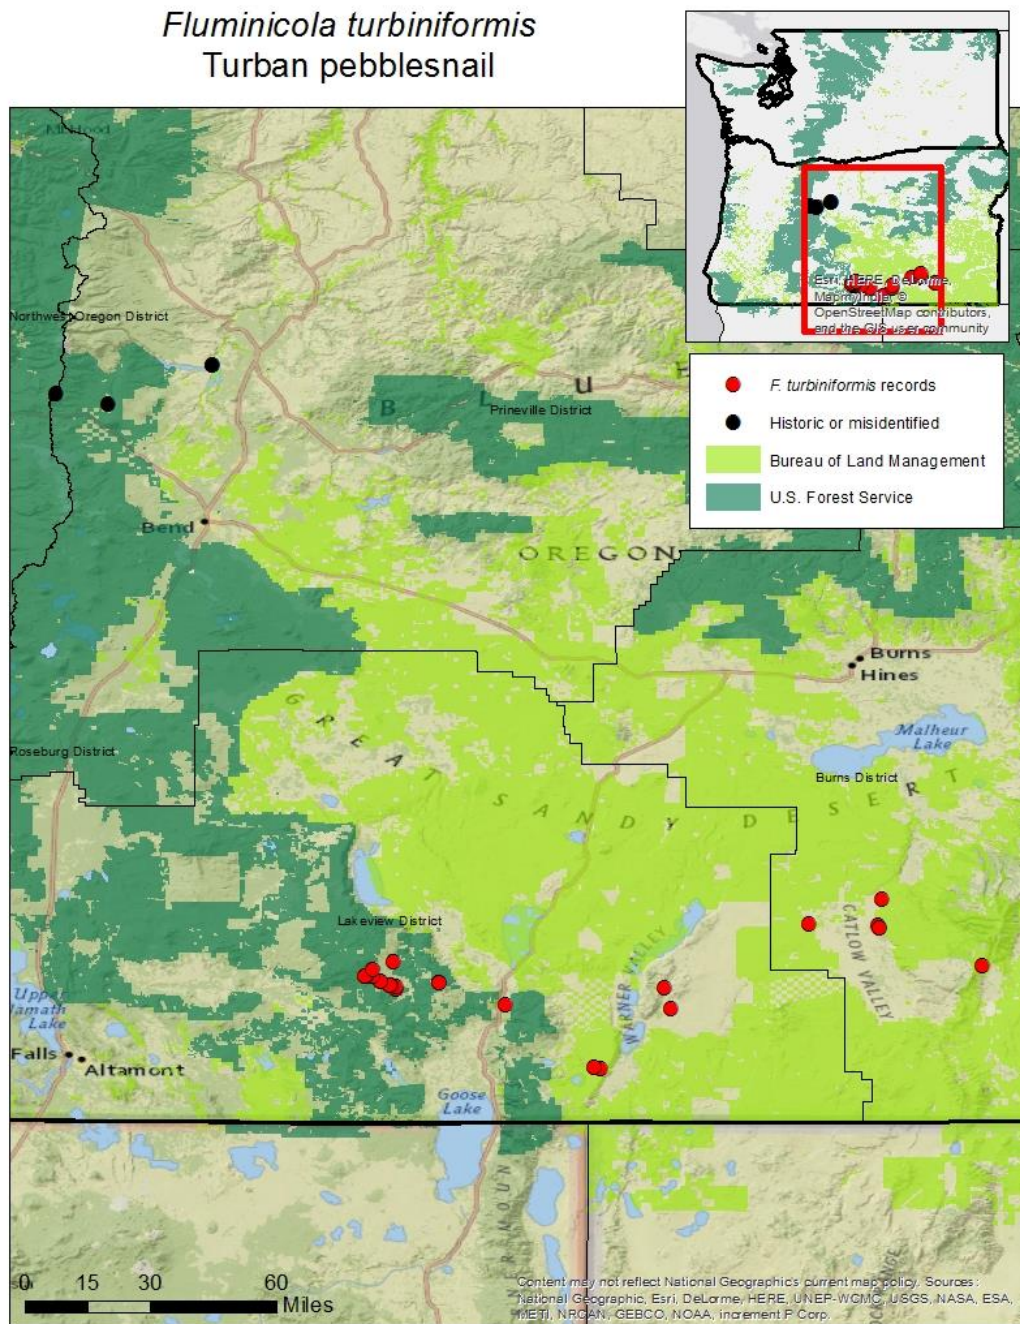 Fluminicola turbiniformis
Turban pebblesnail
Esri, HERE, DeLorme,
MapmyIndia, ©
OpenStreetMap contributors,
and the GIS user community
F. turbiniformis records
Historic or misidentified
Bureau of Land Management
U.S. Forest Service
Northwest Oregon District
BLU
Prineville District
Bend
OREGON
Burns
Hines
Malheur
Lake
Roseburg District
Burns District
GREAT SANDY DESERT
Lakeview District
CATLOW VALLEY
WARNER VALLEY
Upper
lamath
Lake
Falls
Altamont
Goose
Lake
0 15 30 60
Miles
Content may not reflect National Geographic's current map policy. Sources:
National Geographic, Esri, DeLorme, HERE, UNEP-WCMC, USGS, NASA, ESA,
METI, NRCAN, GEBCO, NOAA, increment P Corp.